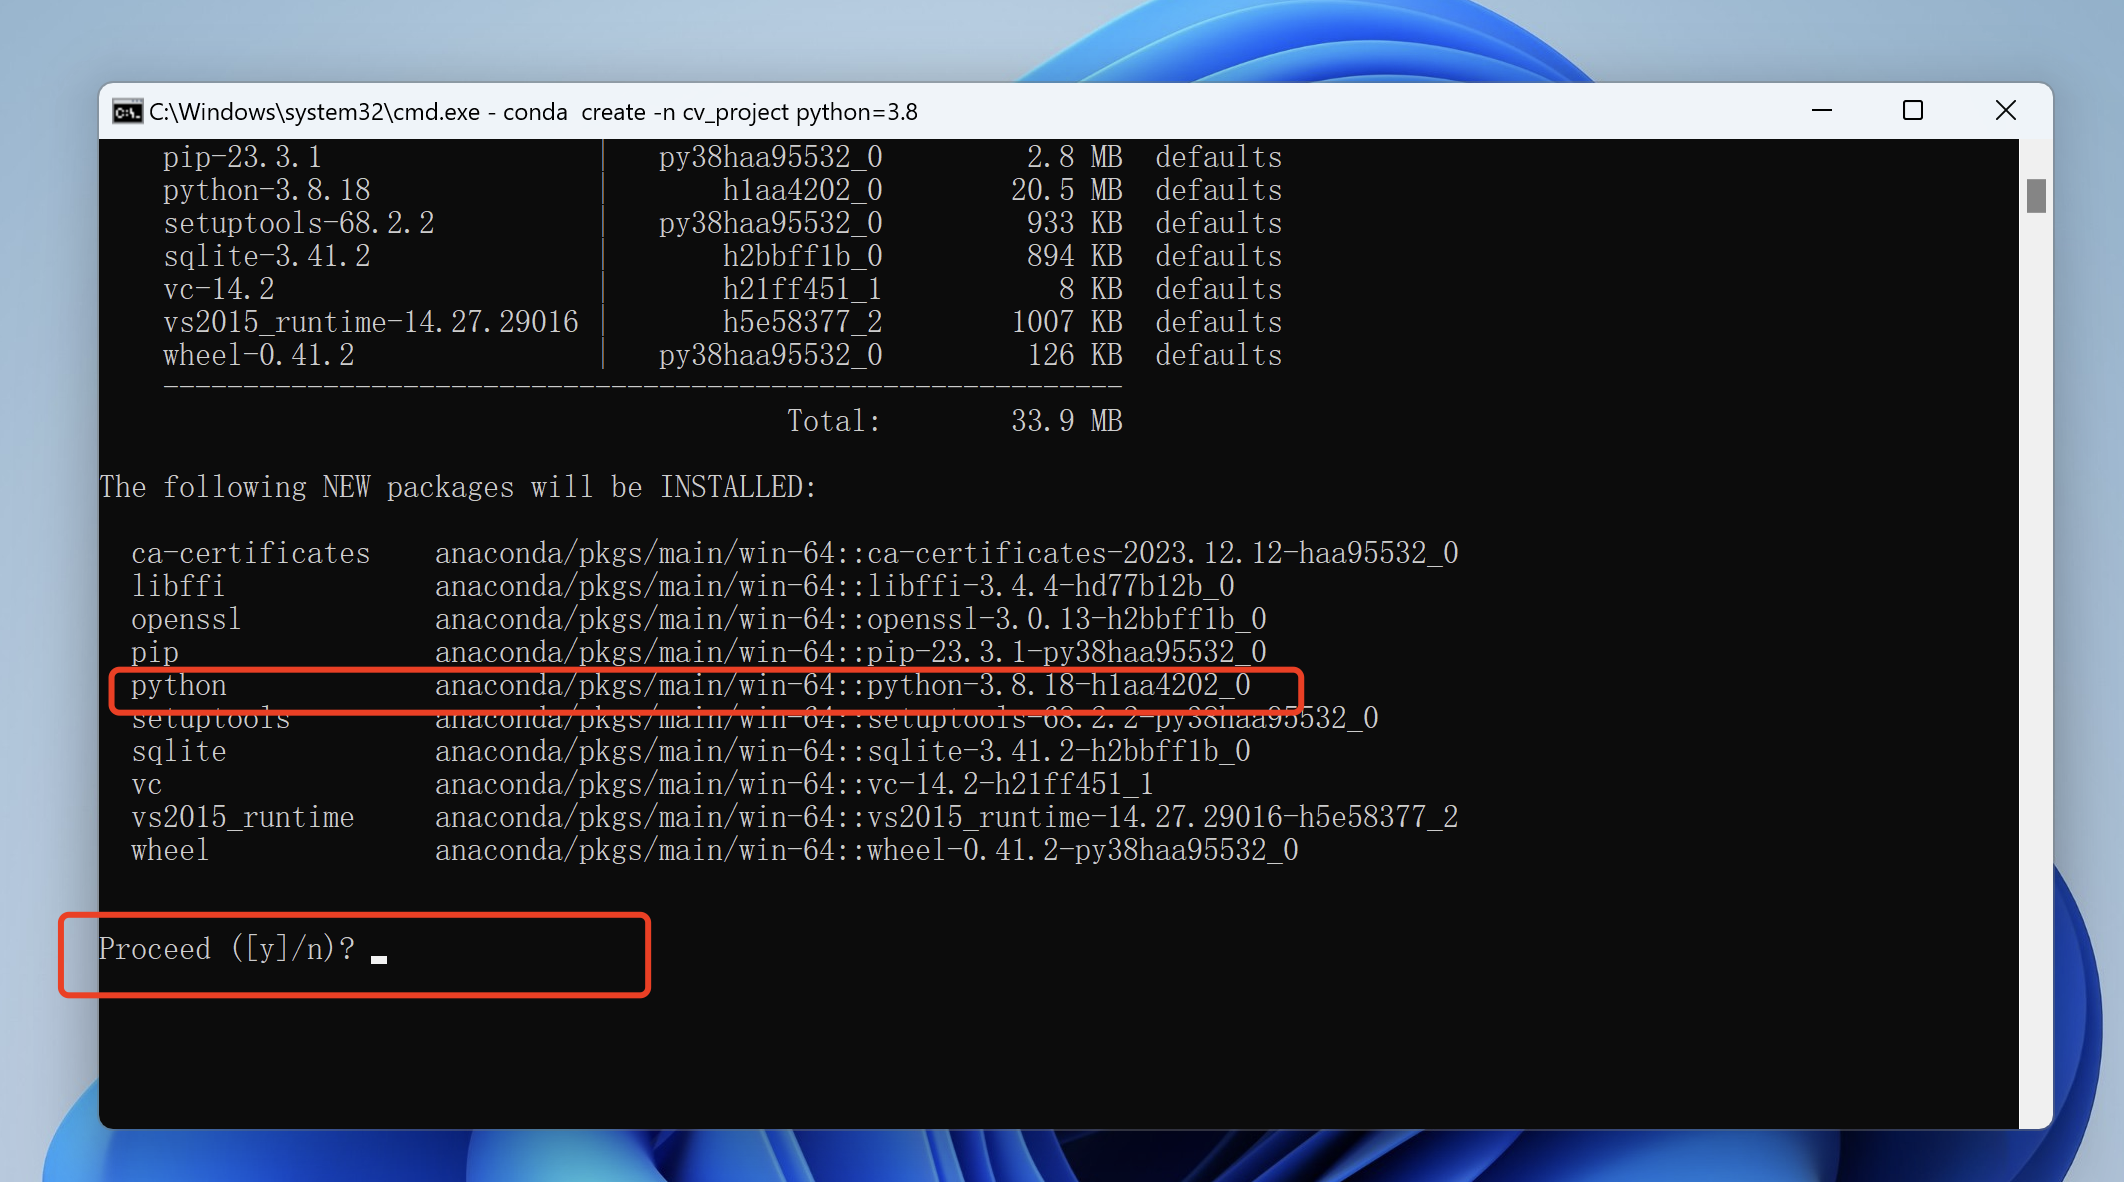 C:\Windows\system32\cmd.exe - conda  create -n cv_project python=3.8
pip-23.3.1 | py38haa95532_0 2.8 MB defaults
python-3.8.18 | h1aa4202_0 20.5 MB defaults
setuptools-68.2.2 | py38haa95532_0 933 KB defaults
sqlite-3.41.2 | h2bbff1b_0 894 KB defaults
vc-14.2 | h21ff451_1 8 KB defaults
vs2015_runtime-14.27.29016 | h5e58377_2 1007 KB defaults
wheel-0.41.2 | py38haa95532_0 126 KB defaults
------------------------------------------------------------
Total: 33.9 MB
The following NEW packages will be INSTALLED:
ca-certificates anaconda/pkgs/main/win-64::ca-certificates-2023.12.12-haa95532_0
libffi anaconda/pkgs/main/win-64::libffi-3.4.4-hd77b12b_0
openssl anaconda/pkgs/main/win-64::openssl-3.0.13-h2bbff1b_0
pip anaconda/pkgs/main/win-64::pip-23.3.1-py38haa95532_0
python anaconda/pkgs/main/win-64::python-3.8.18-h1aa4202_0
setuptools anaconda/pkgs/main/win-64::setuptools-68.2.2-py38haa95532_0
sqlite anaconda/pkgs/main/win-64::sqlite-3.41.2-h2bbff1b_0
vc anaconda/pkgs/main/win-64::vc-14.2-h21ff451_1
vs2015_runtime anaconda/pkgs/main/win-64::vs2015_runtime-14.27.29016-h5e58377_2
wheel anaconda/pkgs/main/win-64::wheel-0.41.2-py38haa95532_0
Proceed ([y]/n)?